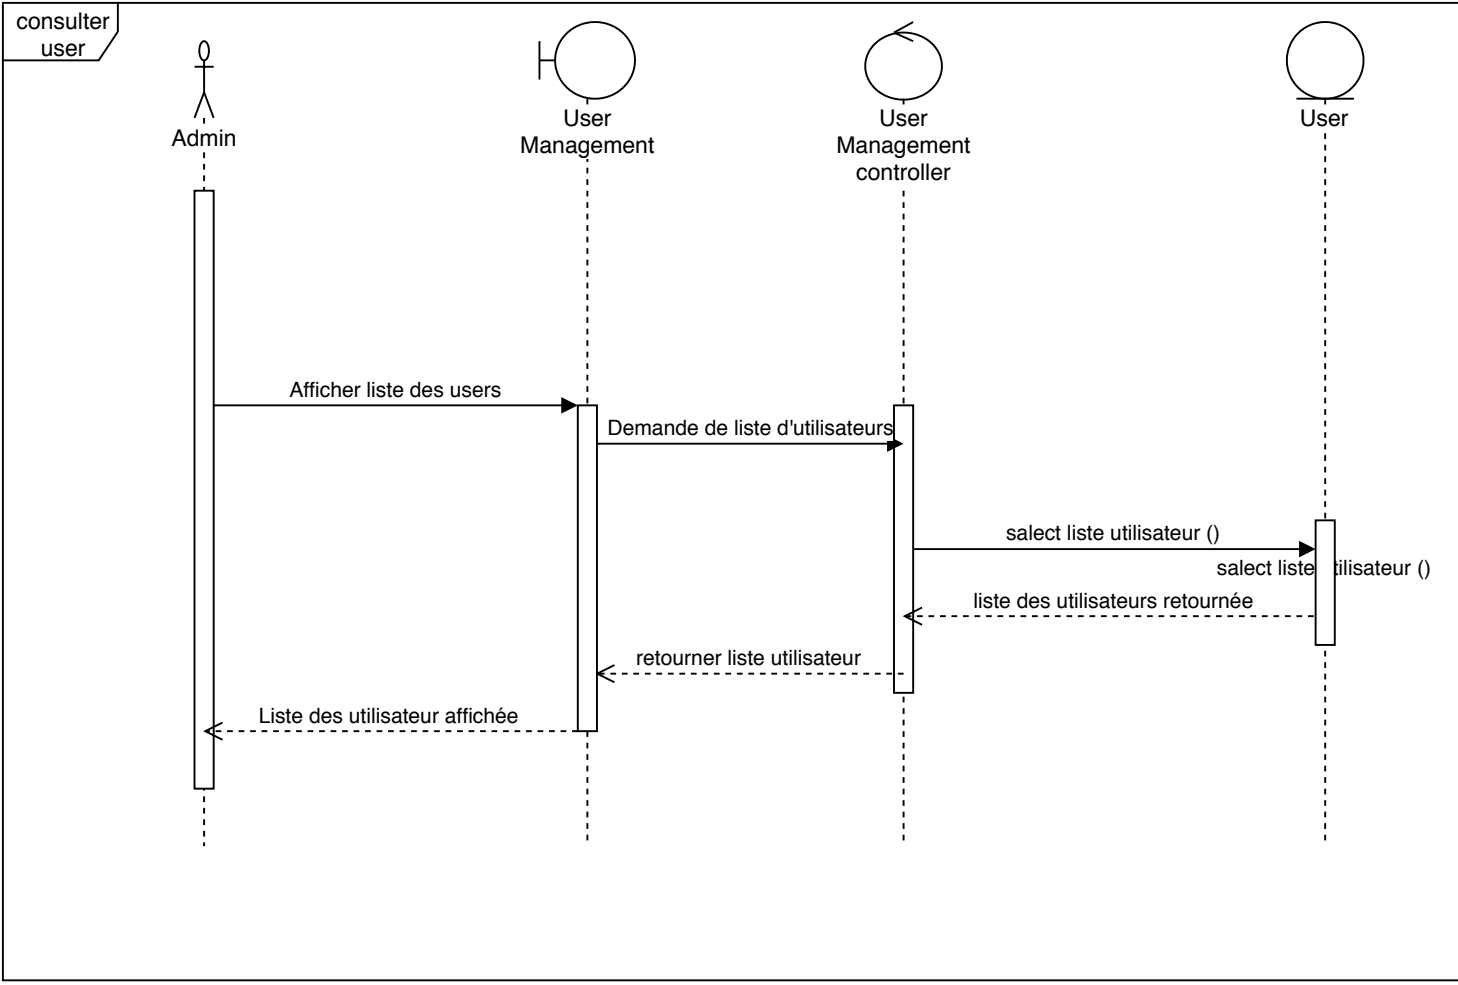 consulter
user
Admin
User
Management
User
Management
controller
User
Afficher liste des users
Demande de liste d'utilisateurs
salect liste utilisateur ()
salect liste tilisateur ()
liste des utilisateurs retournée
retourner liste utilisateur
Liste des utilisateur affichée